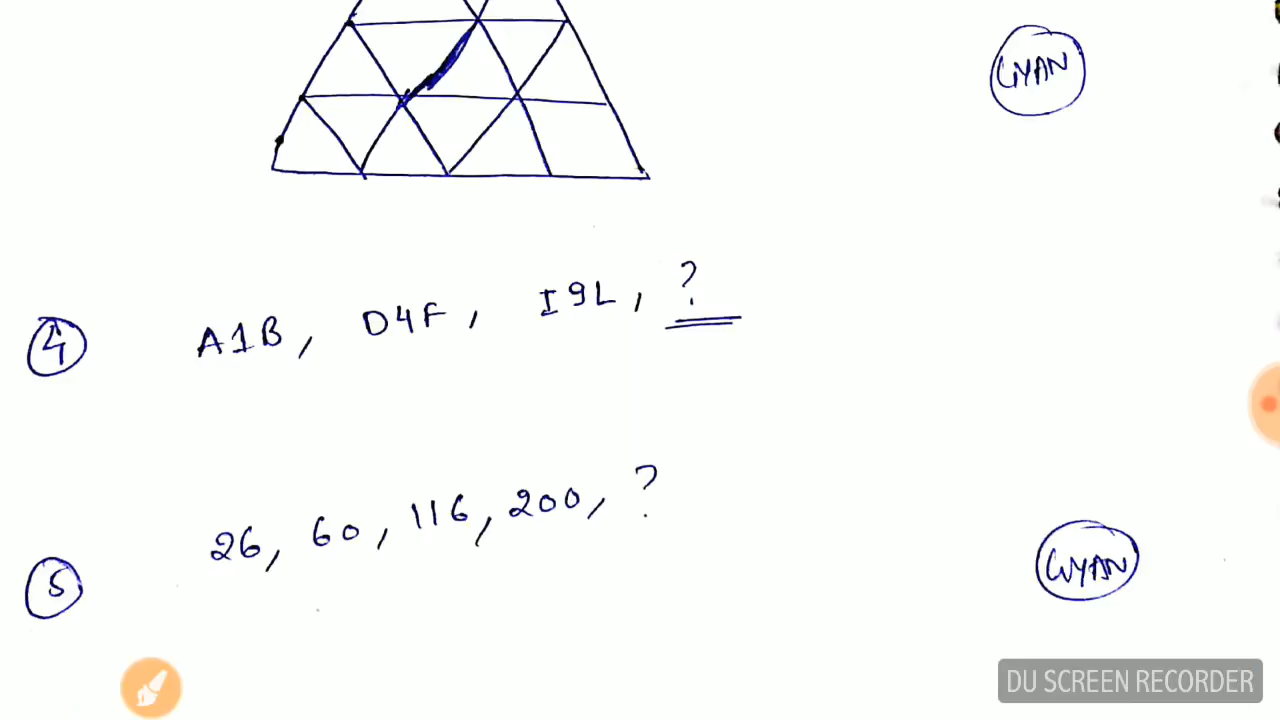 GYAN
4 A1B, D4F, I9L, ?
5 26, 60, 116, 200, ?
GYAN
DU SCREEN RECORDER